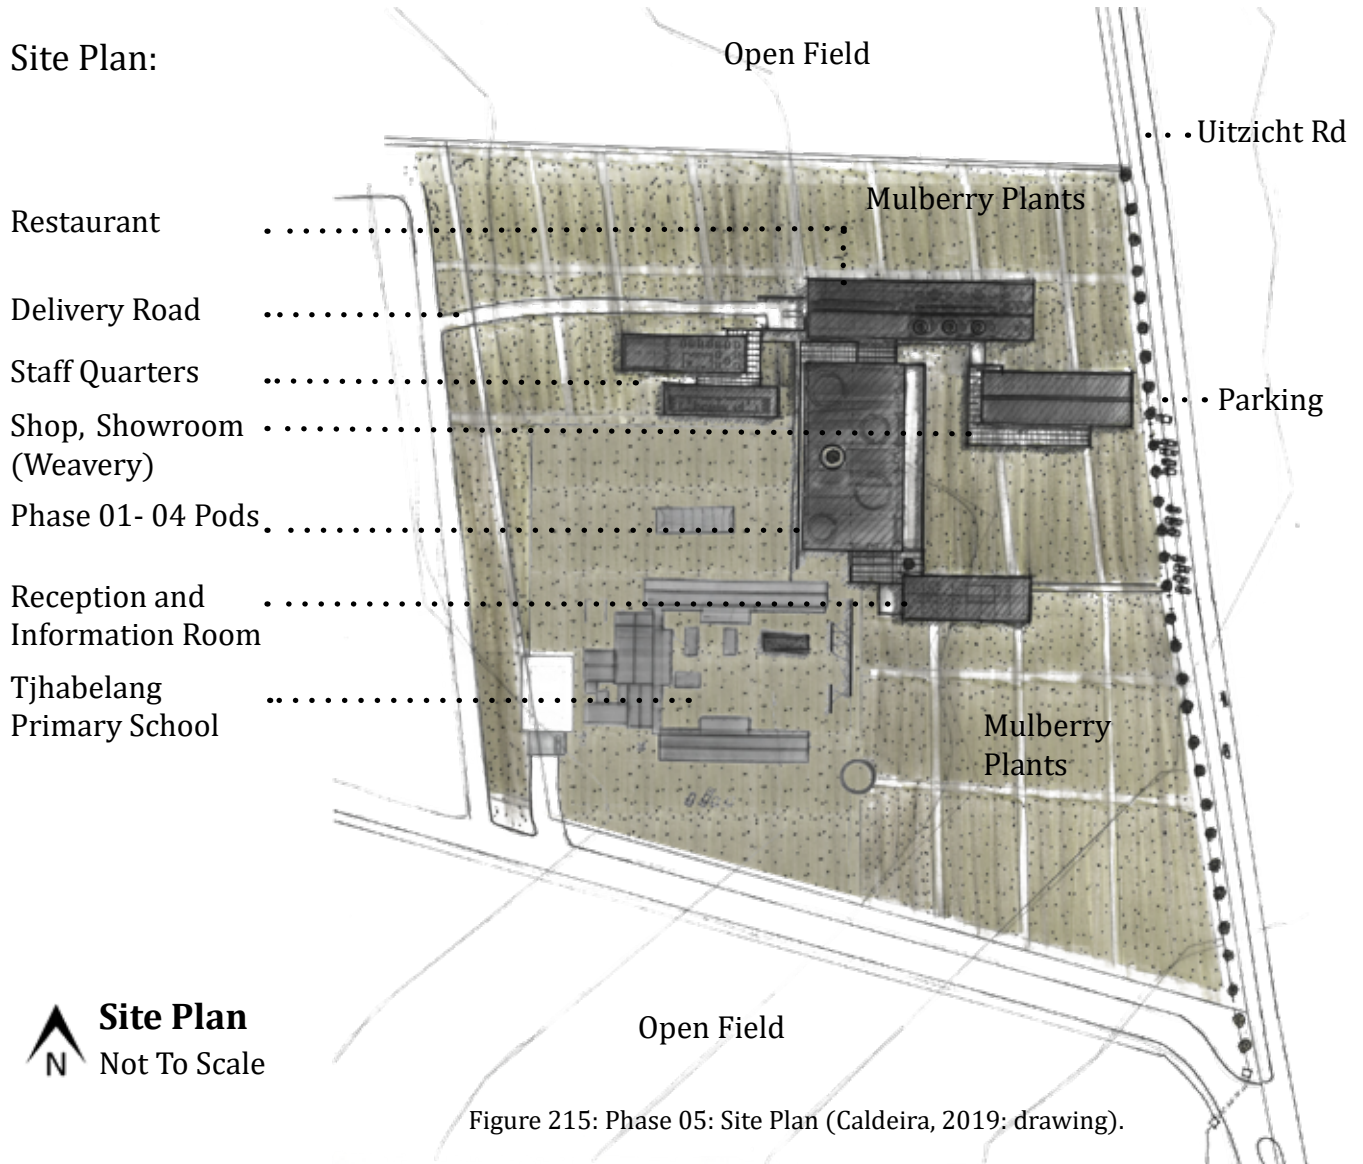 Site Plan:
Open Field
Uitzicht Rd
Mulberry Plants
Restaurant
Delivery Road
Staff Quarters
Parking
Shop, Showroom
(Weavery)
Phase 01- 04 Pods
Reception and
Information Room
Tjhabelang
Primary School
Mulberry
Plants
Site Plan
N
Not To Scale
Open Field
Figure 215: Phase 05: Site Plan (Caldeira, 2019: drawing).